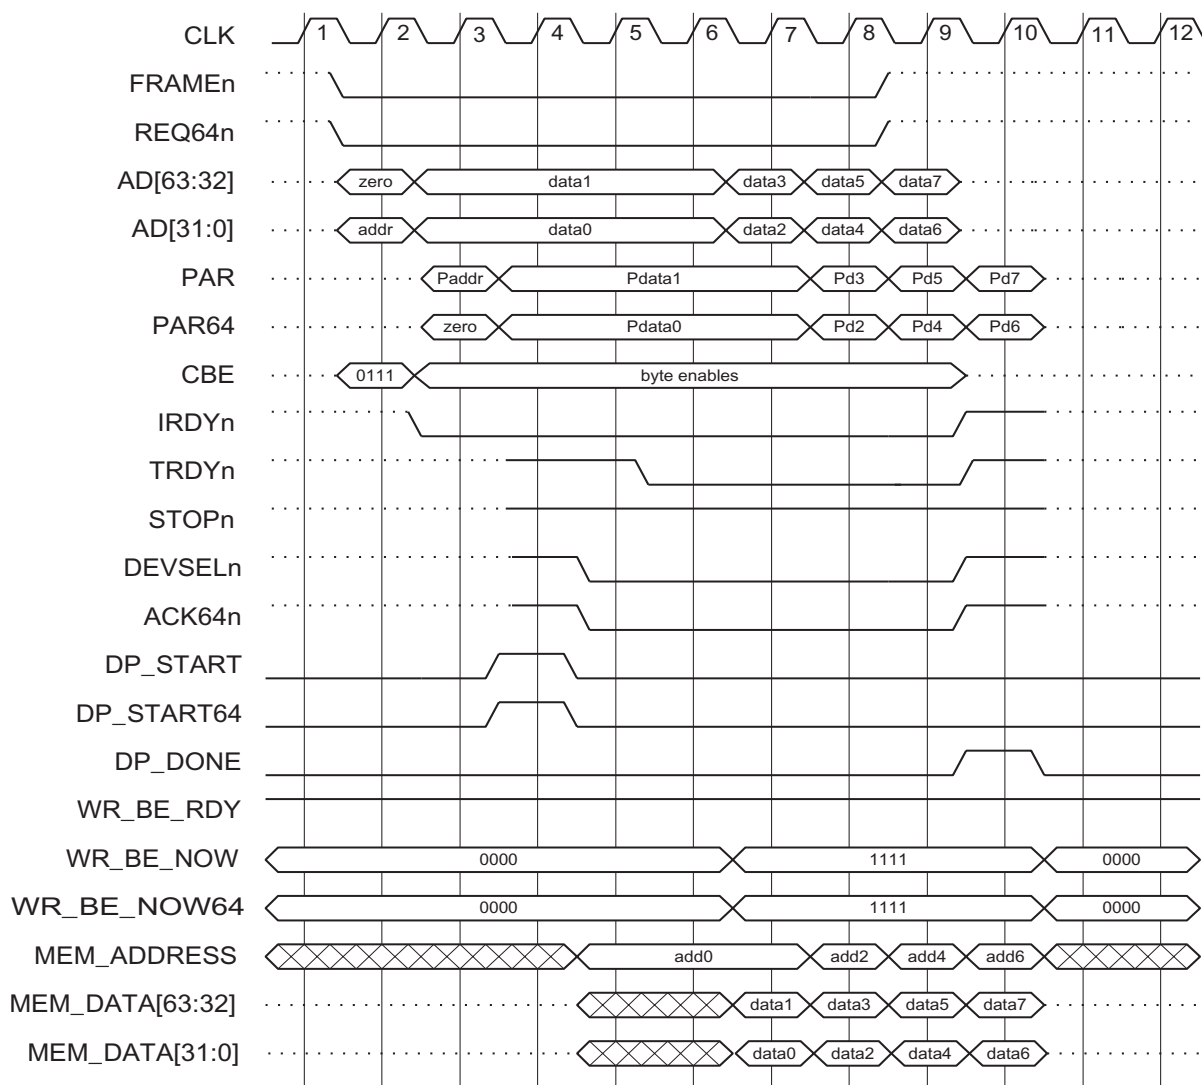 CLK 1 2 3 4 5 6 7 8 9 10 11 12
FRAMEn
REQ64n
AD[63:32] zero data1 data3 data5 data7
AD[31:0] addr data0 data2 data4 data6
PAR Paddr Pdata1 Pd3 Pd5 Pd7
PAR64 zero Pdata0 Pd2 Pd4 Pd6
CBE 0111 byte enables
IRDYn
TRDYn
STOPn
DEVSELn
ACK64n
DP_START
DP_START64
DP_DONE
WR_BE_RDY
WR_BE_NOW 0000 1111 0000
WR_BE_NOW64 0000 1111 0000
MEM_ADDRESS add0 add2 add4 add6
MEM_DATA[63:32] data1 data3 data5 data7
MEM_DATA[31:0] data0 data2 data4 data6